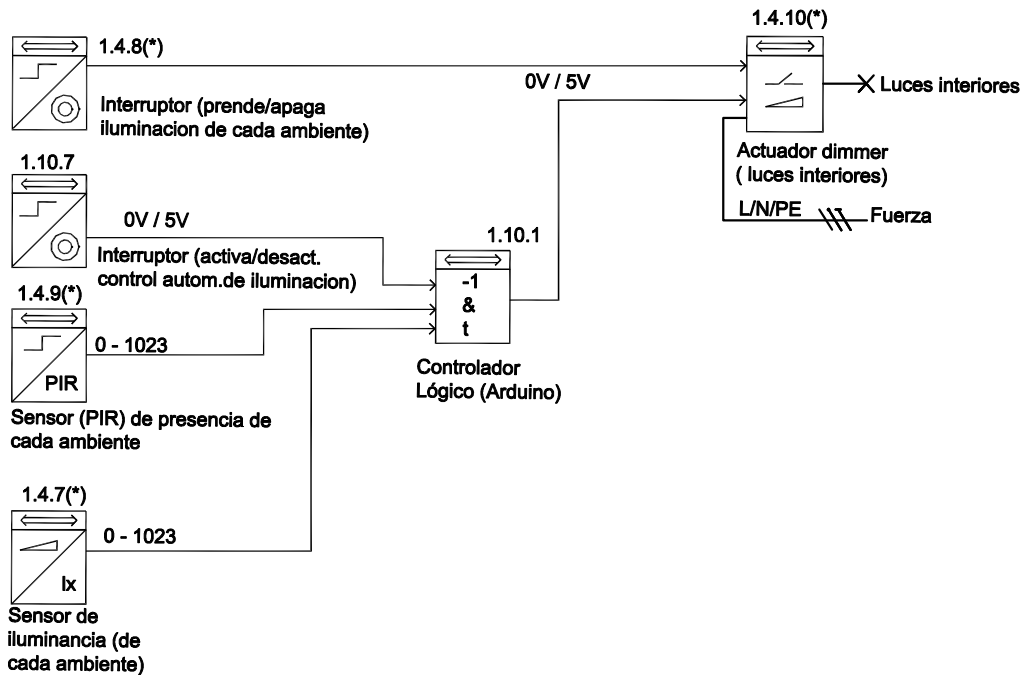 1.4.10(*)
1.4.8(*)
0V / 5V
Luces interiores
Interruptor (prende/apaga
iluminacion de cada ambiente)
Actuador dimmer
( luces interiores)
L/N/PE
Fuerza
1.10.7
0V / 5V
Interruptor (activa/desact.
control autom.de iluminacion)
1.10.1
-1
&
t
Controlador
Lógico (Arduino)
1.4.9(*)
0 - 1023
PIR
Sensor (PIR) de presencia de
cada ambiente
1.4.7(*)
0 - 1023
lx
Sensor de
iluminancia (de
cada ambiente)